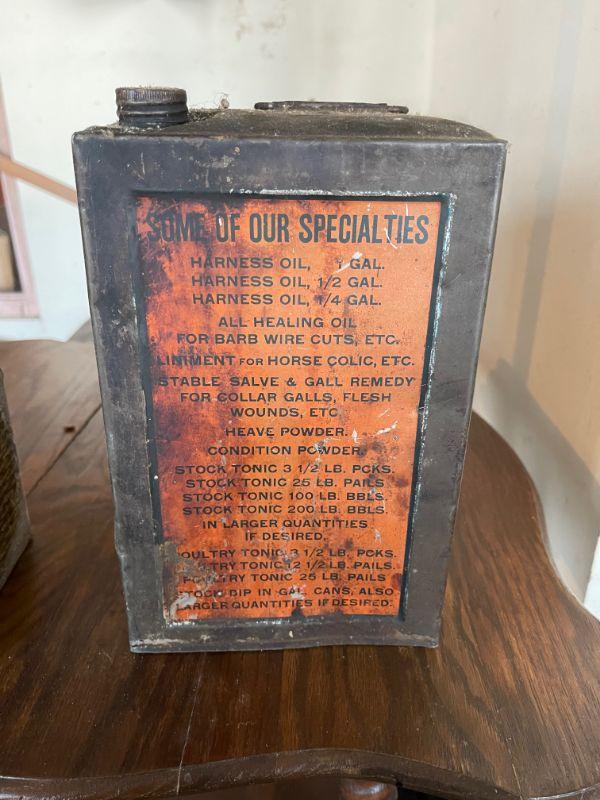 SOME OF OUR SPECIALTIES
HARNESS OIL, 1 GAL.
HARNESS OIL, 1/2 GAL.
HARNESS OIL, 1/4 GAL.
ALL HEALING OIL
FOR BARB WIRE CUTS, ETC.
LINIMENT FOR HORSE COLIC, ETC.
STABLE SALVE & GALL REMEDY
FOR COLLAR GALLS, FLESH
WOUNDS, ETC.
HEAVE POWDER.
CONDITION POWDER.
STOCK TONIC 3 1/2 LB. PCKS.
STOCK TONIC 25 LB. PAILS
STOCK TONIC 100 LB. BBLS.
STOCK TONIC 200 LB. BBLS.
IN LARGER QUANTITIES
IF DESIRED.
POULTRY TONIC 3 1/2 LB. PCKS.
POULTRY TONIC 12 1/2 LB. PAILS.
POULTRY TONIC 25 LB. PAILS
STOCK DIP IN GAL. CANS, ALSO
LARGER QUANTITIES IF DESIRED.